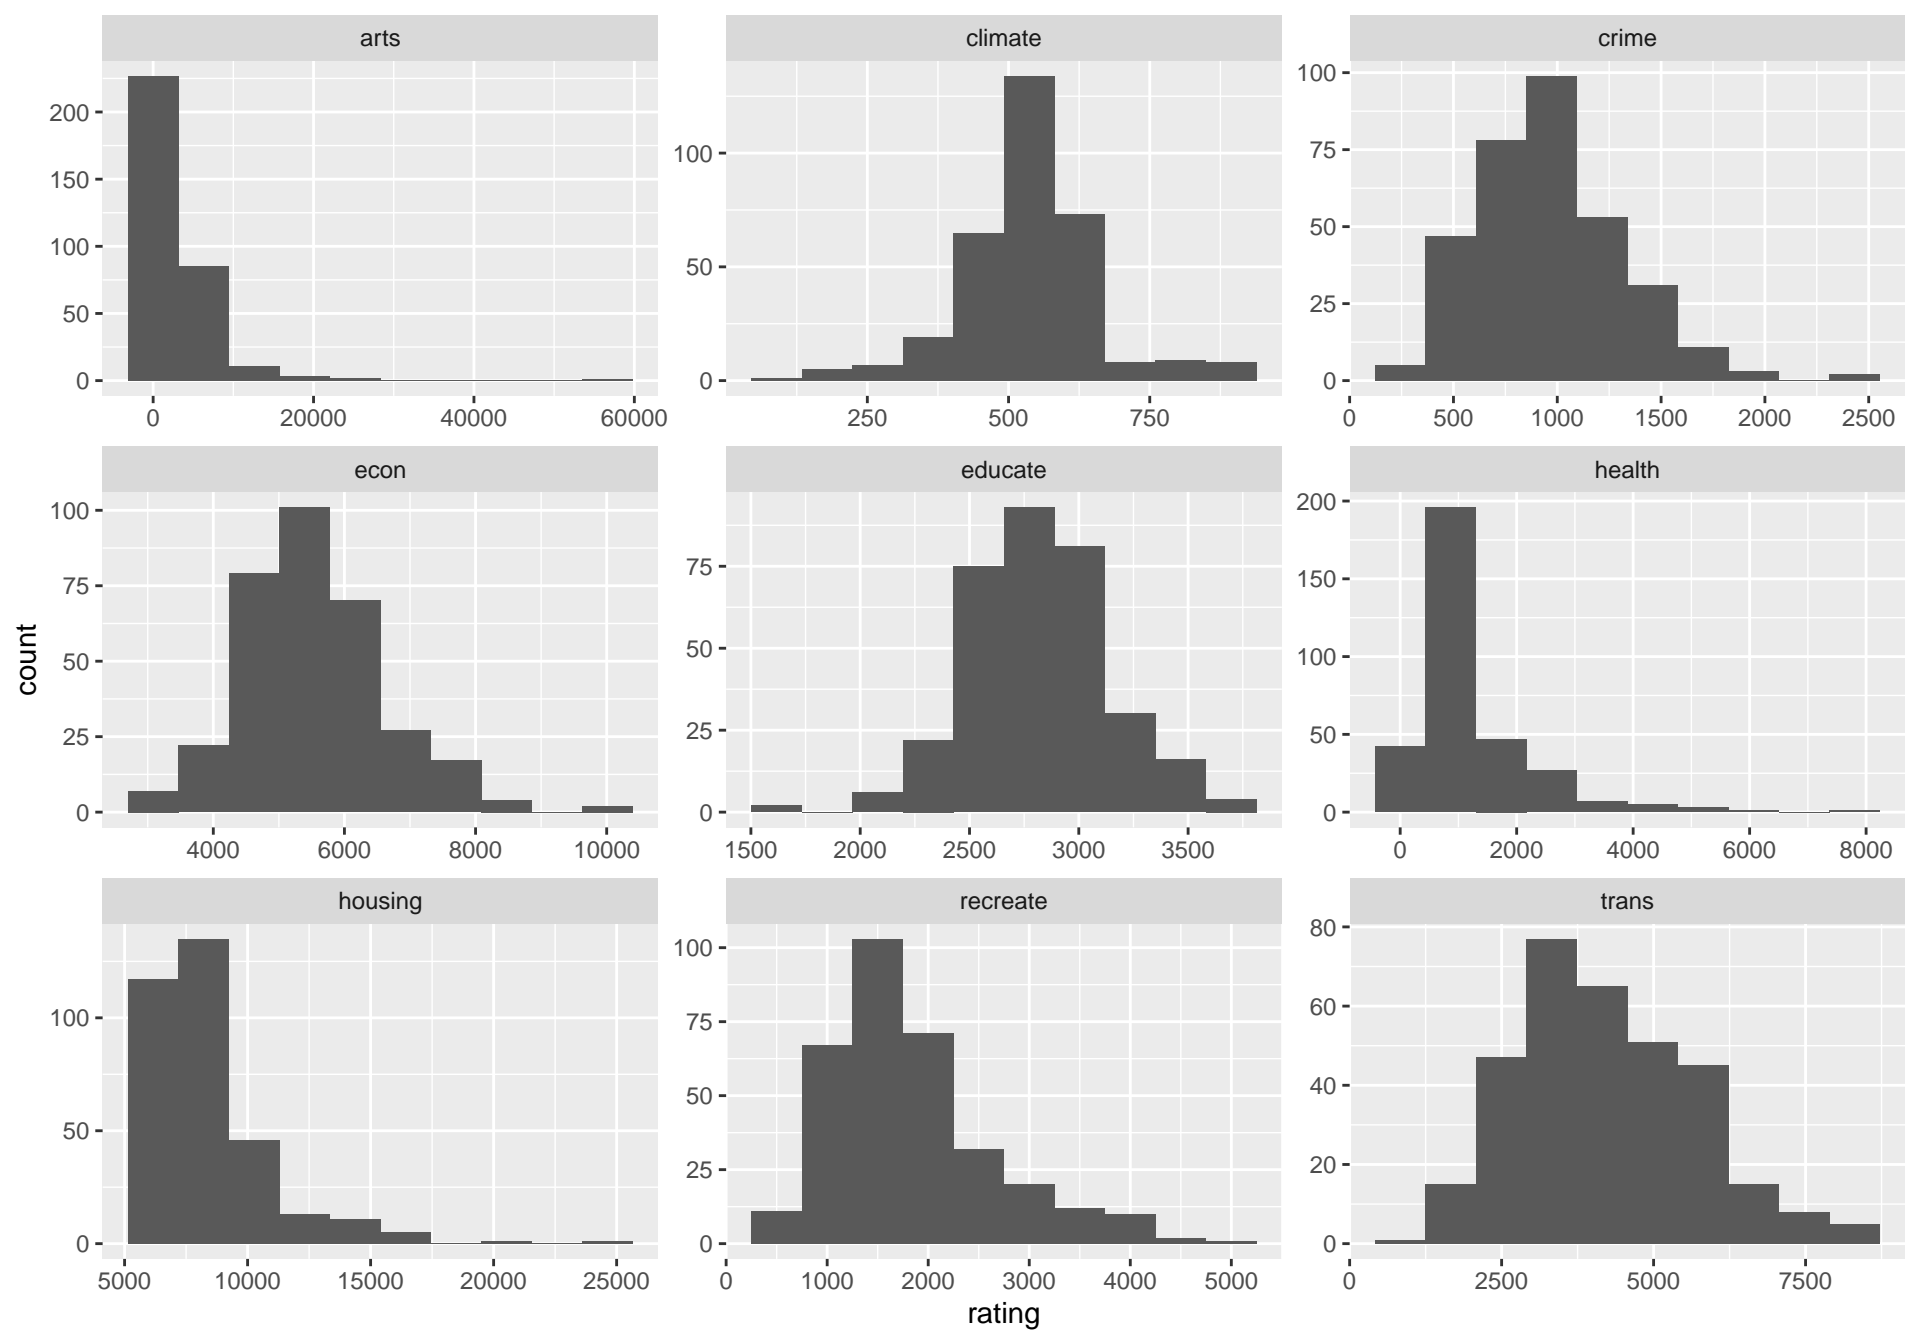 arts climate crime
200
150
100
50
0
100
50
0
100
75
50
25
0
0 20000 40000 60000
250 500 750
0 500 1000 1500 2000 2500
econ educate health
100
75
50
25
0
75
50
25
0
200
150
100
50
0
4000 6000 8000 10000
1500 2000 2500 3000 3500
0 2000 4000 6000 8000
count
housing recreate trans
100
50
0
100
75
50
25
0
80
60
40
20
0
5000 10000 15000 20000 25000
0 1000 2000 3000 4000 5000
0 2500 5000 7500
rating